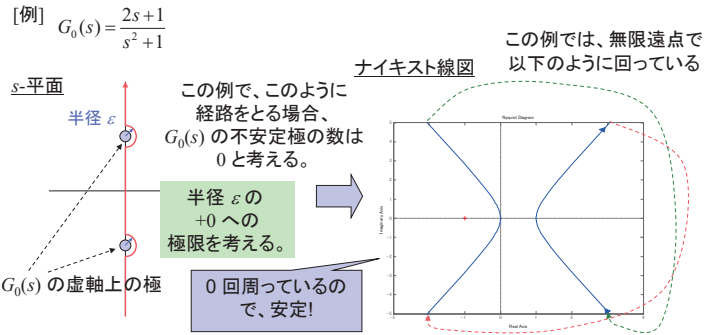 [例] G₀(s) = (2s+1)/(s²+1)
s-平面
半径 ε
G₀(s) の虚軸上の極
この例で、このように
経路をとる場合、
G₀(s) の不安定極の数は
0 と考える。
半径 ε の
+0 への
極限を考える。
0 回周っているの
で、安定!
ナイキスト線図
この例では、無限遠点で
以下のように回っている
Nyquist Diagram
Imaginary Axis
Real Axis